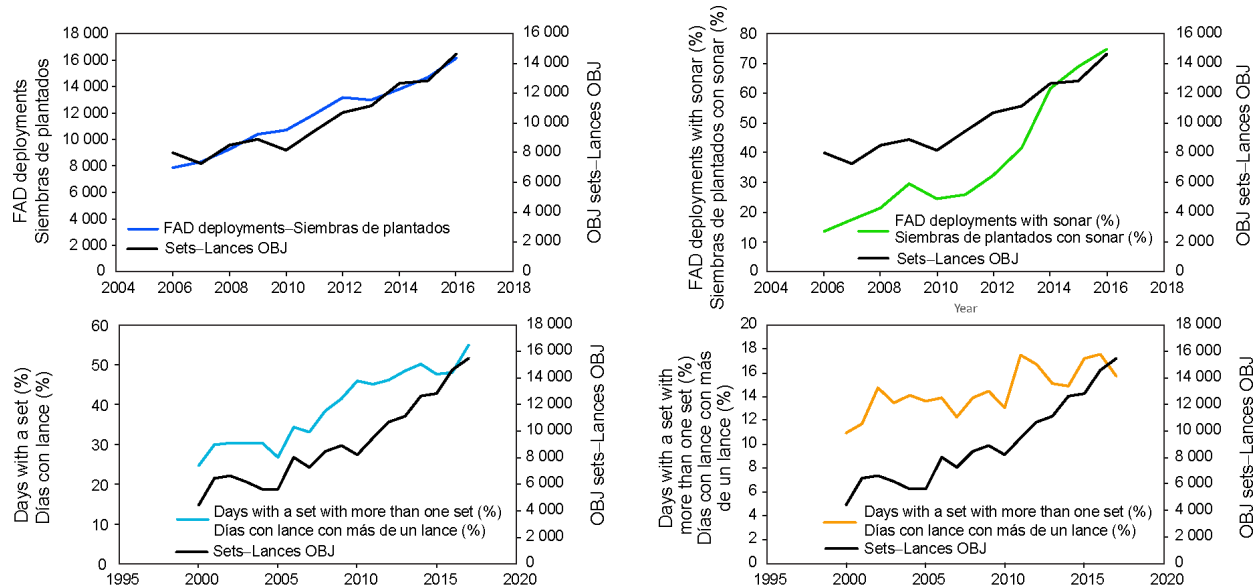 FAD deployments
Siembras de plantados
18 000
16 000
14 000
12 000
10 000
8 000
6 000
4 000
2 000
0
16 000
14 000
12 000
10 000
8 000
6 000
4 000
2 000
0
OBJ sets–Lances OBJ
FAD deployments–Siembras de plantados
Sets–Lances OBJ
2004 2006 2008 2010 2012 2014 2016 2018
FAD deployments with sonar (%)
Siembras de plantados con sonar (%)
80
70
60
50
40
30
20
10
0
16 000
14 000
12 000
10 000
8 000
6 000
4 000
2 000
0
OBJ sets–Lances OBJ
FAD deployments with sonar (%)
Siembras de plantados con sonar (%)
Sets–Lances OBJ
2004 2006 2008 2010 2012 2014 2016 2018
Year
Days with a set (%)
Días con lance (%)
60
50
40
30
20
10
0
18 000
16 000
14 000
12 000
10 000
8 000
6 000
4 000
2 000
0
OBJ sets–Lances OBJ
Days with a set with more than one set (%)
Días con lance con más de un lance (%)
Sets–Lances OBJ
1995 2000 2005 2010 2015 2020
Days with a set with
more than one set (%)
Días con lance con más
de un lance (%)
20
18
16
14
12
10
8
6
4
2
0
18 000
16 000
14 000
12 000
10 000
8 000
6 000
4 000
2 000
0
OBJ sets–Lances OBJ
Days with a set with more than one set (%)
Días con lance con más de un lance (%)
Sets–Lances OBJ
1995 2000 2005 2010 2015 2020